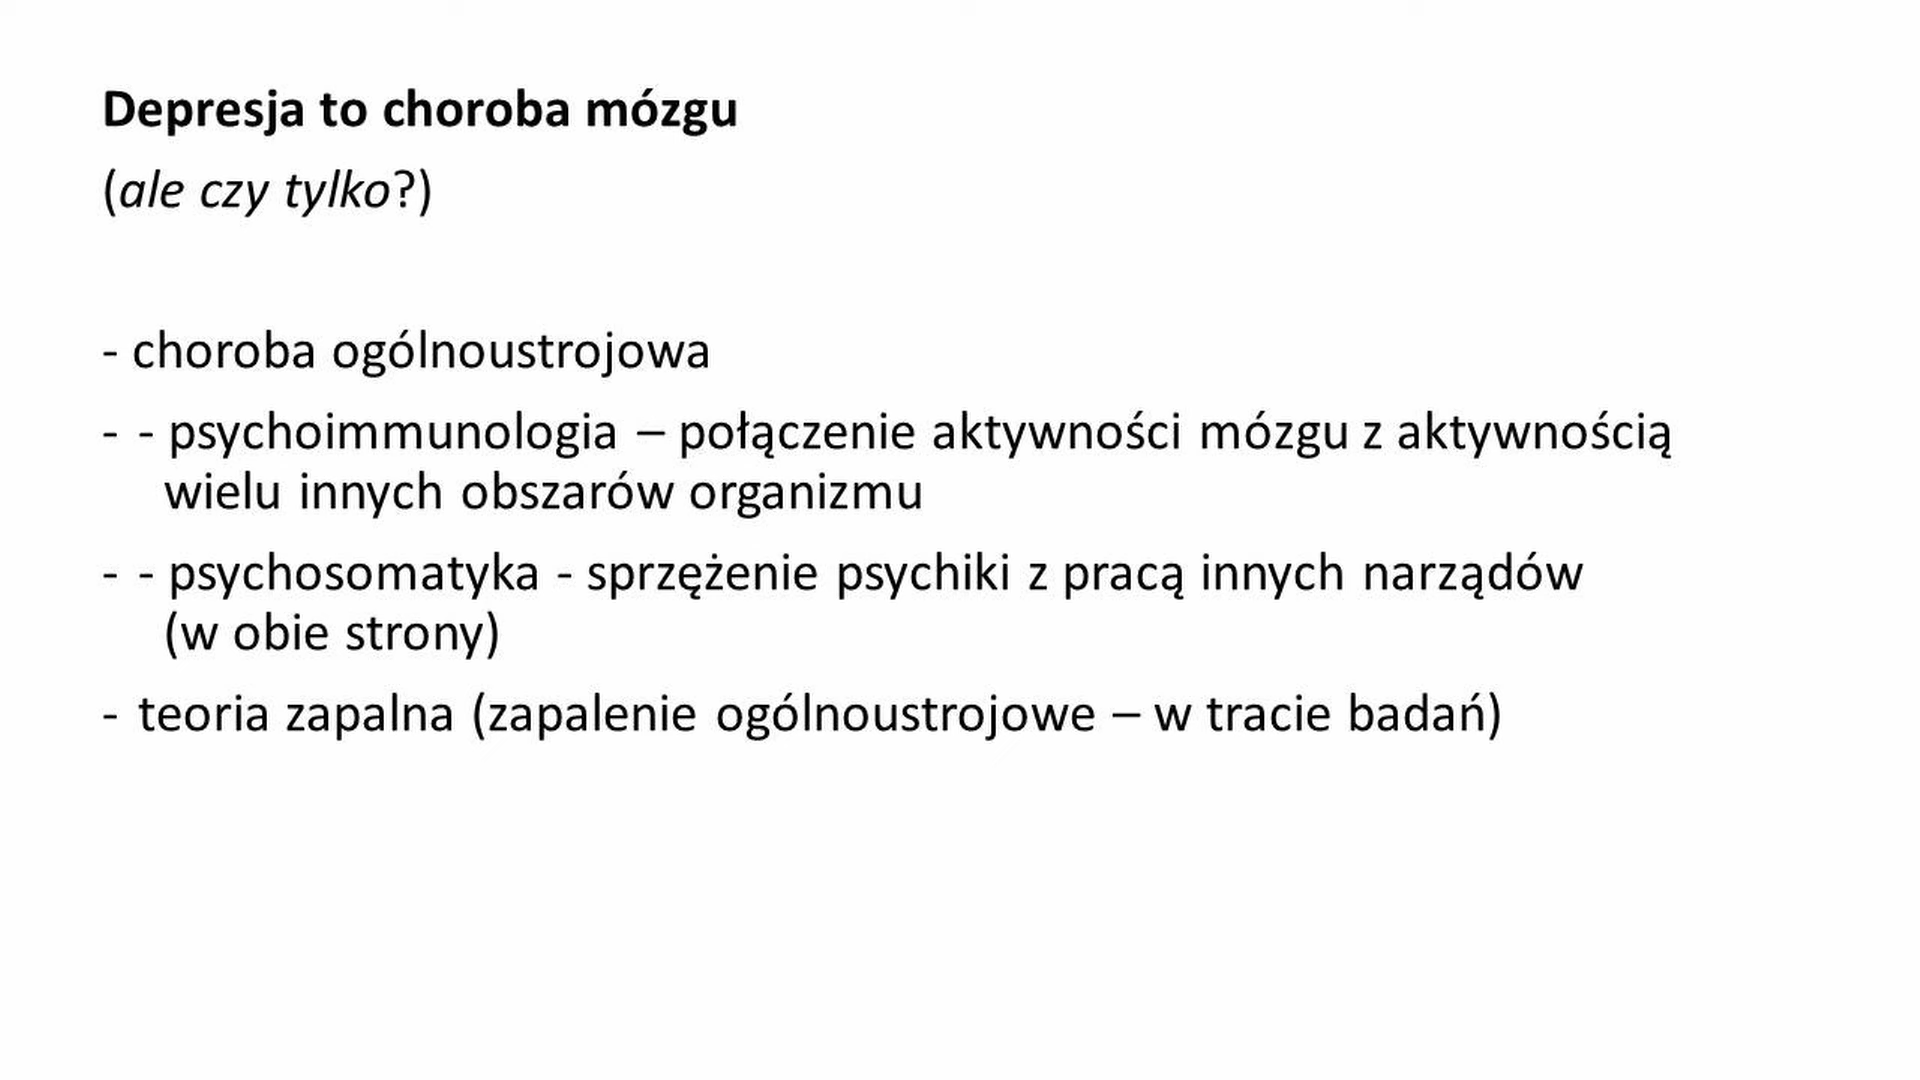 Depresja to choroba mózgu
(ale czy tylko?)
- choroba ogólnoustrojowa
- - psychoimmunologia – połączenie aktywności mózgu z aktywnością
wielu innych obszarów organizmu
- - psychosomatyka - sprzężenie psychiki z pracą innych narządów
(w obie strony)
- teoria zapalna (zapalenie ogólnoustrojowe – w tracie badań)